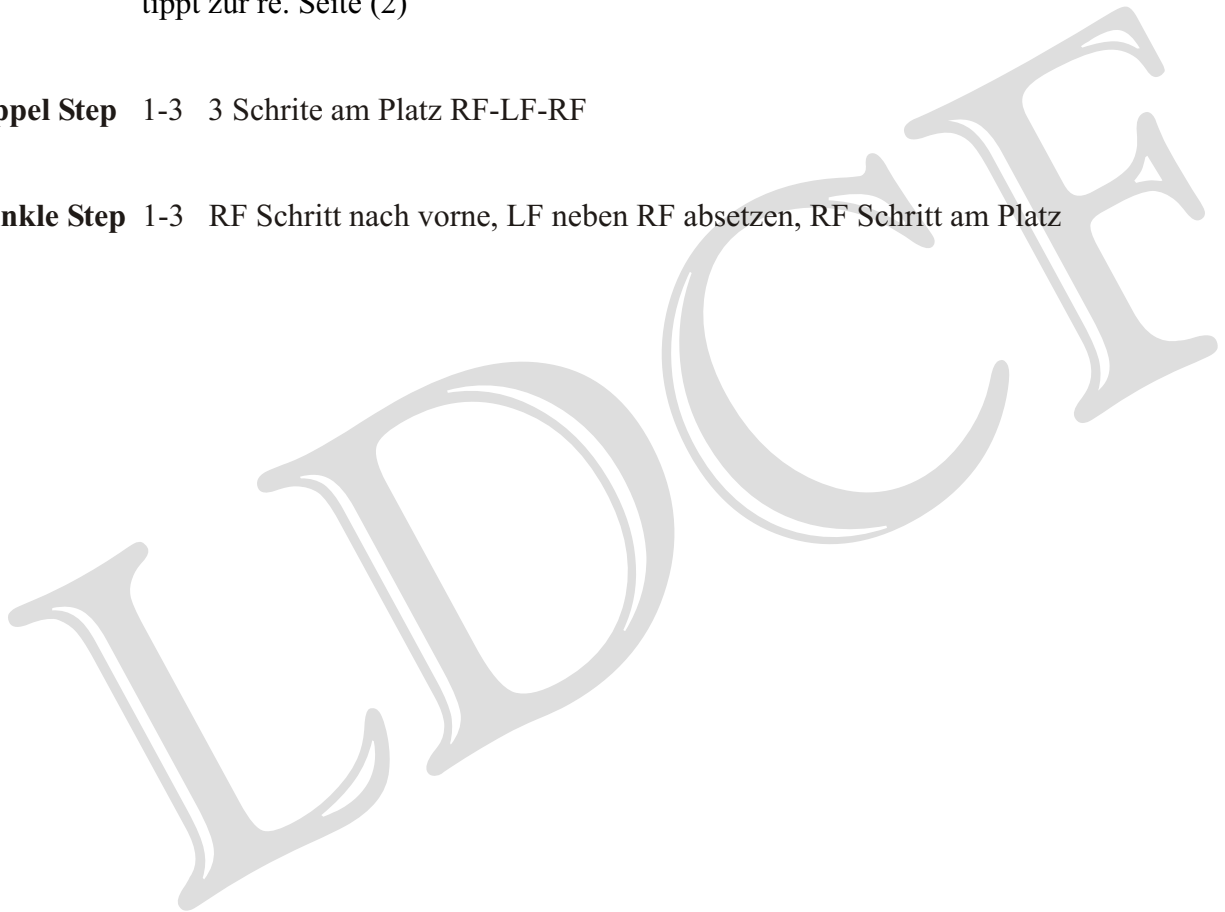 tippt zur re. Seite (2)
ppel Step 1-3 3 Schrite am Platz RF-LF-RF
nkle Step 1-3 RF Schritt nach vorne, LF neben RF absetzen, RF Schritt am Platz
LDCF